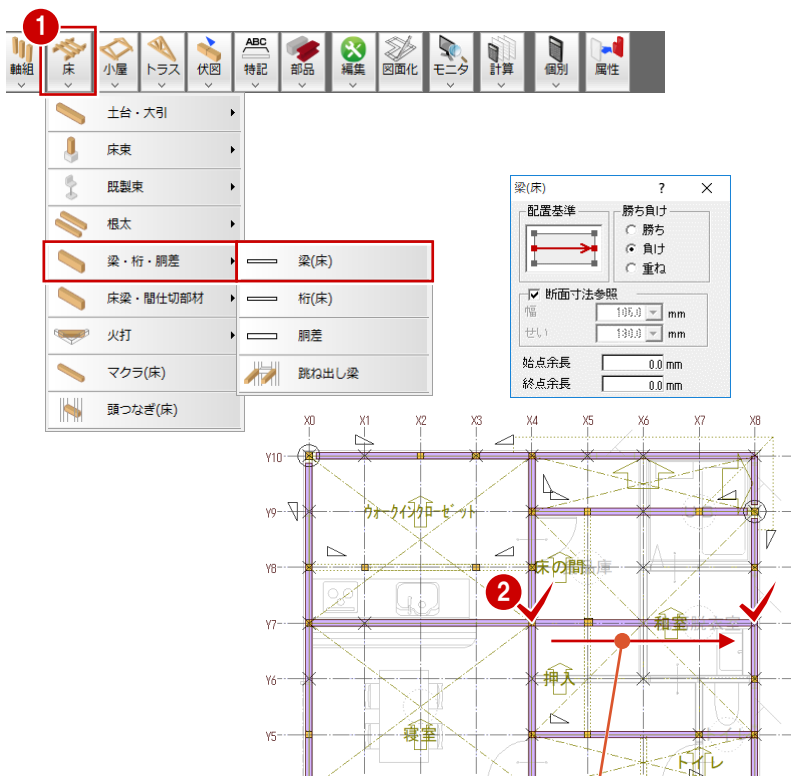 1
ABC
軸組 床 小屋 トラス 伏図 特記 部品 編集 図面化 モニタ 計算 個別 属性
土台・大引
床束
既製束
根太
梁・桁・胴差
床梁・間仕切部材
火打
マクラ(床)
頭つなぎ(床)
梁(床)
桁(床)
胴差
跳ね出し梁
梁(床) ? ×
配置基準
勝ち負け
勝ち
負け
重ね
断面寸法参照
幅 105.0 mm
せい 180.0 mm
始点余長 0.0 mm
終点余長 0.0 mm
X0 X1 X2 X3 X4 X5 X6 X7 X8
Y10
Y9
ウォークインクローゼット
Y8
床の間
庫
2
Y7
和室
脱衣室
Y6
押入
Y5
寝室
トイレ